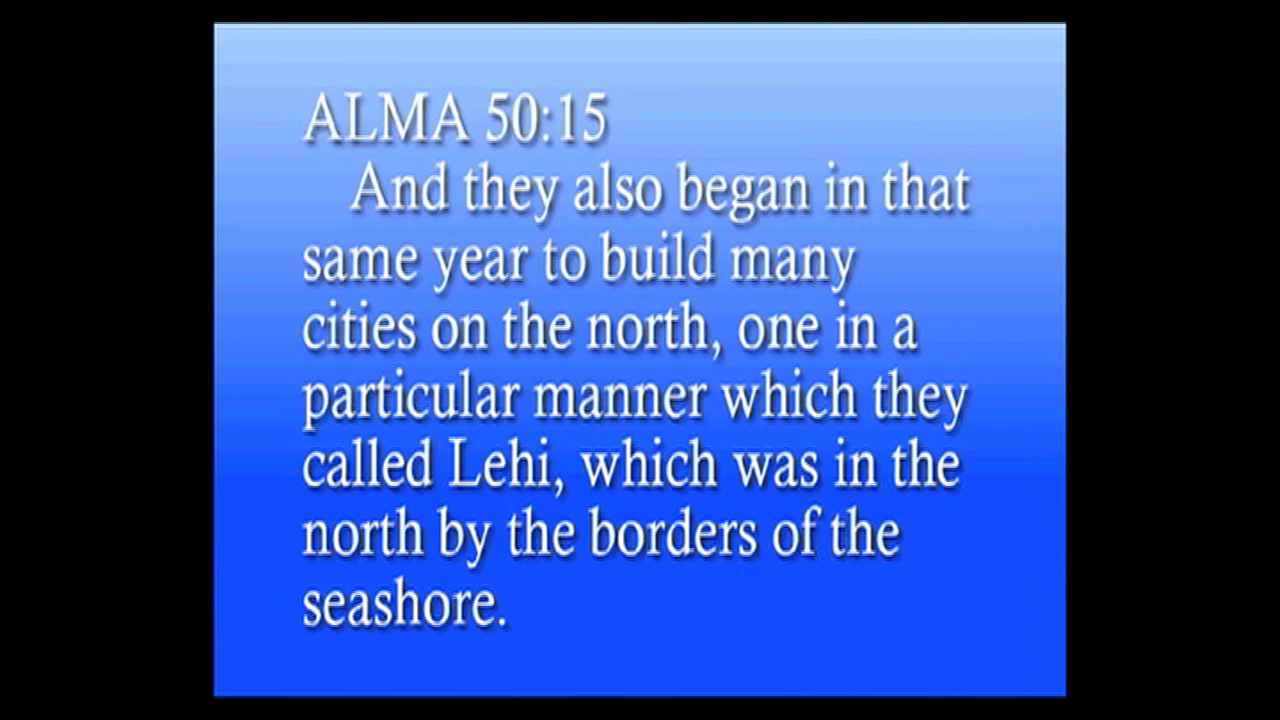 ALMA 50:15
And they also began in that
same year to build many
cities on the north, one in a
particular manner which they
called Lehi, which was in the
north by the borders of the
seashore.